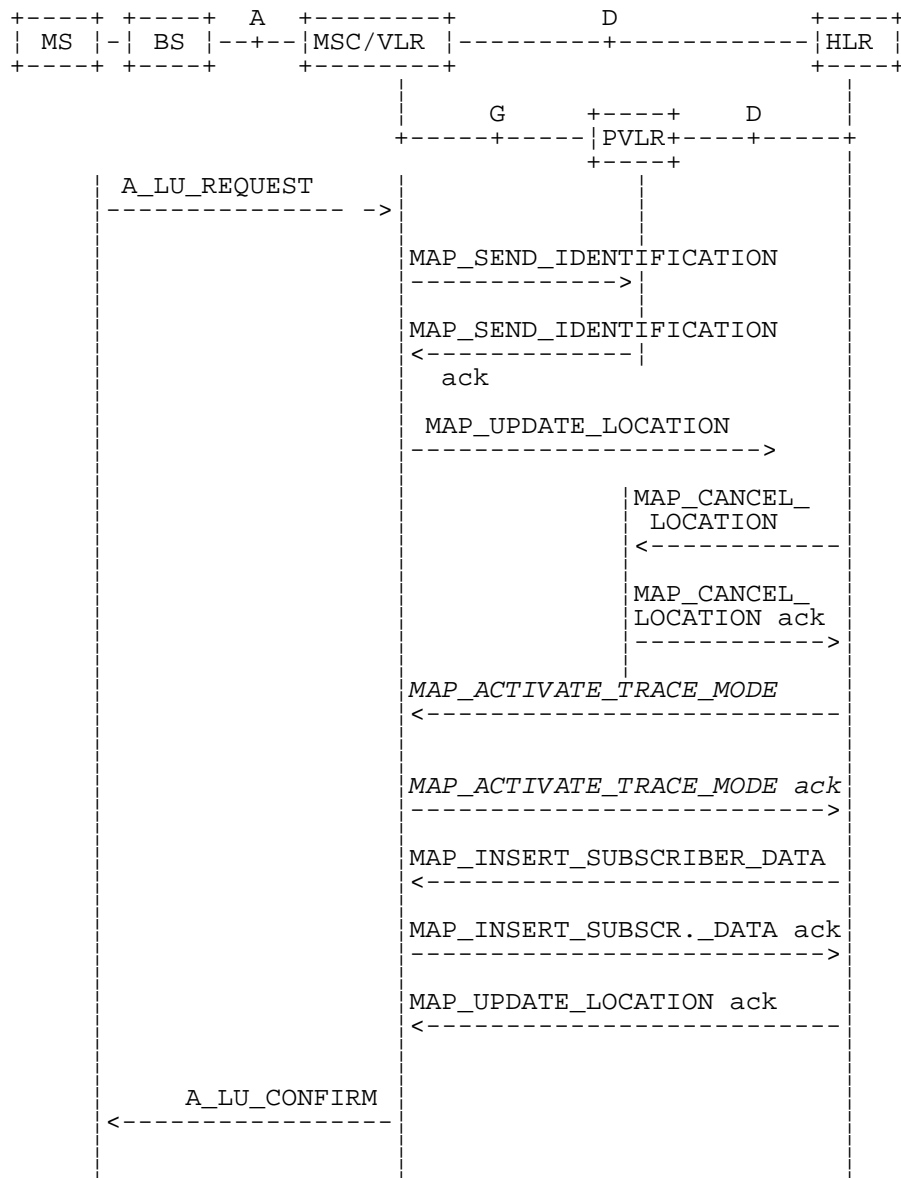 A D
MS BS MSC/VLR HLR
G D
PVLR
A_LU_REQUEST
MAP_SEND_IDENTIFICATION
MAP_SEND_IDENTIFICATION
ack
MAP_UPDATE_LOCATION
MAP_CANCEL_
LOCATION
MAP_CANCEL_
LOCATION ack
MAP_ACTIVATE_TRACE_MODE
MAP_ACTIVATE_TRACE_MODE ack
MAP_INSERT_SUBSCRIBER_DATA
MAP_INSERT_SUBSCR._DATA ack
MAP_UPDATE_LOCATION ack
A_LU_CONFIRM